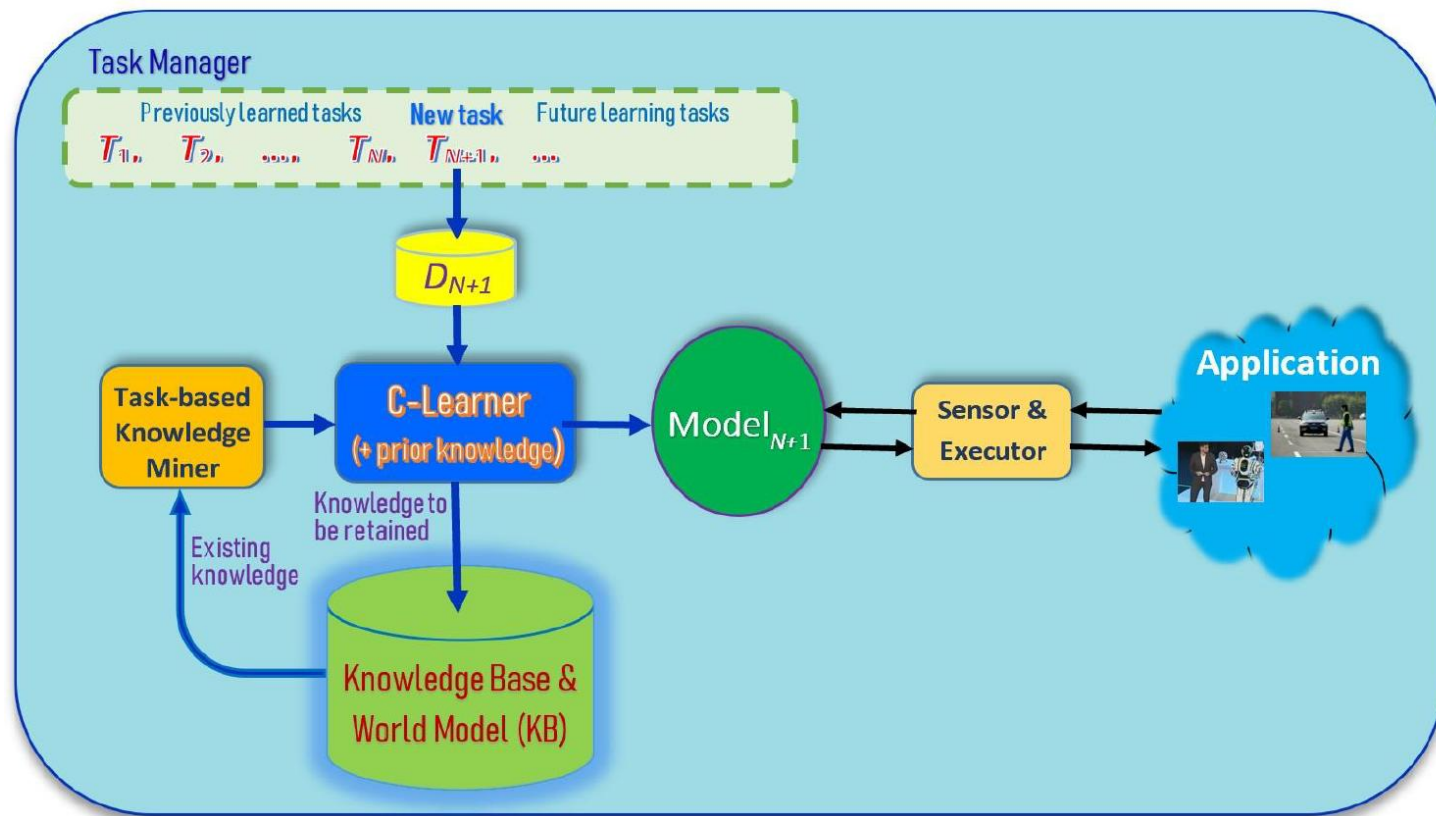 Task Manager
Previously learned tasks New task Future learning tasks
T1, T2, ...., TN, TN+1, ...
DN+1
Task-based
Knowledge
Miner
C-Learner
(+ prior knowledge)
Model N+1
Sensor &
Executor
Application
Knowledge to
be retained
Existing
knowledge
Knowledge Base &
World Model (KB)